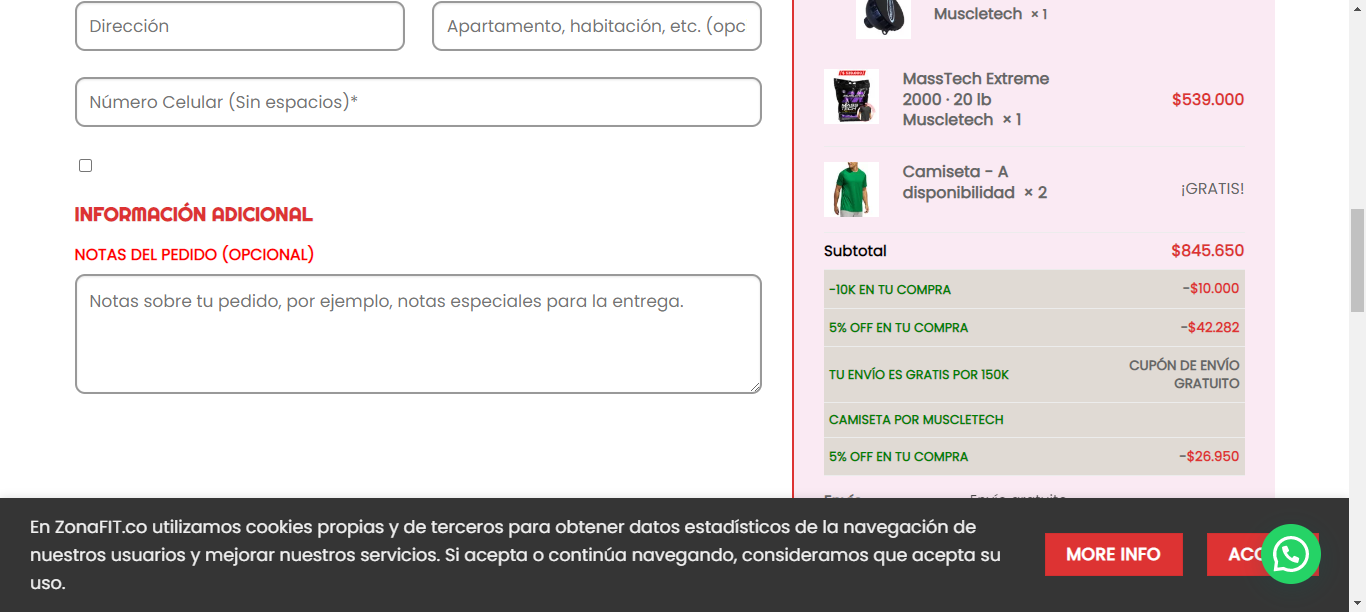 Dirección
Apartamento, habitación, etc. (opc
Número Celular (Sin espacios)*
INFORMACIÓN ADICIONAL
NOTAS DEL PEDIDO (OPCIONAL)
Notas sobre tu pedido, por ejemplo, notas especiales para la entrega.
Muscletech × 1
MassTech Extreme
2000 · 20 lb
Muscletech × 1
$539.000
Camiseta - A
disponibilidad × 2
¡GRATIS!
Subtotal
$845.650
-10K EN TU COMPRA
-$10.000
5% OFF EN TU COMPRA
-$42.282
TU ENVÍO ES GRATIS POR 150K
CUPÓN DE ENVÍO
GRATUITO
CAMISETA POR MUSCLETECH
5% OFF EN TU COMPRA
-$26.950
Envío
Envío gratuito
En ZonaFIT.co utilizamos cookies propias y de terceros para obtener datos estadísticos de la navegación de
nuestros usuarios y mejorar nuestros servicios. Si acepta o continúa navegando, consideramos que acepta su
uso.
MORE INFO